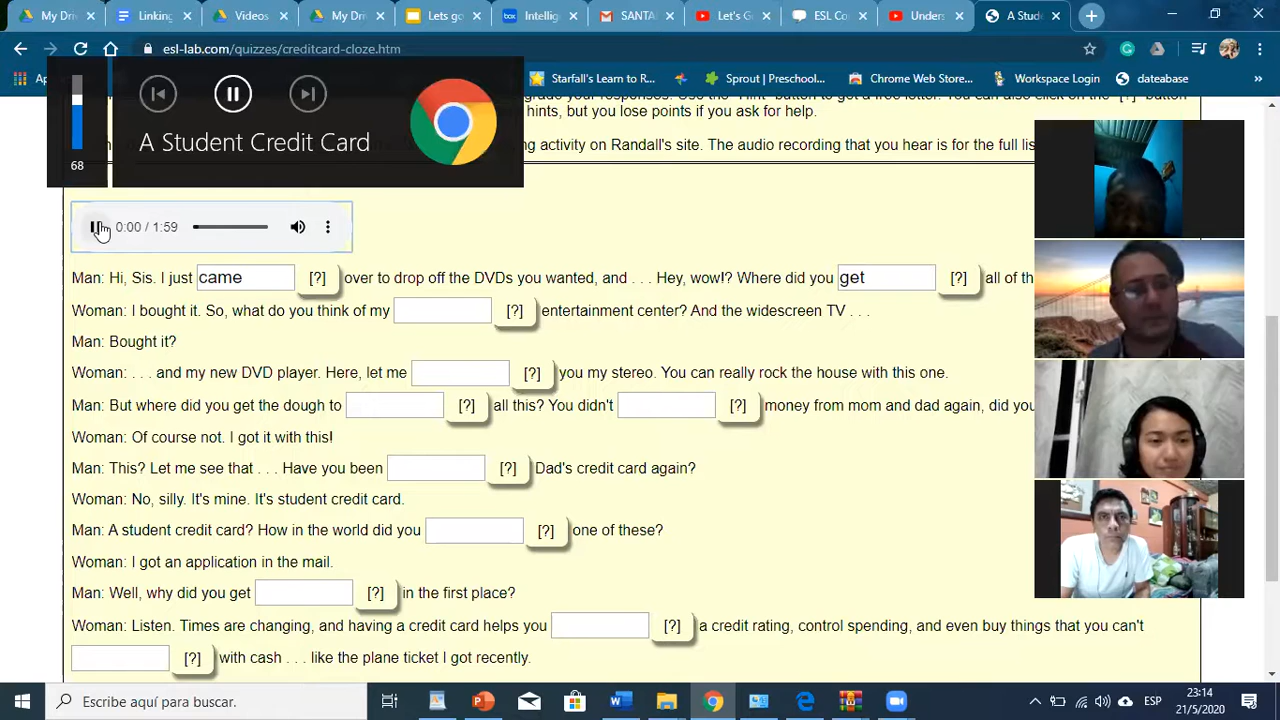 My Driv
Linking
Videos
My Dri
Lets go
Intellig
SANTA
Let's G
ESL Co
Unders
A Stude
esl-lab.com/quizzes/creditcard-cloze.htm
Starfall's Learn to R...
Sprout | Preschool...
Chrome Web Store...
Workspace Login
dateabase
»
hints, but you lose points if you ask for help.
ng activity on Randall's site. The audio recording that you hear is for the full lis
A Student Credit Card
68
0:00 / 1:59
Man: Hi, Sis. I just came [?] over to drop off the DVDs you wanted, and . . . Hey, wow!? Where did you get [?] all of th
Woman: I bought it. So, what do you think of my [?] entertainment center? And the widescreen TV . . .
Man: Bought it?
Woman: . . . and my new DVD player. Here, let me [?] you my stereo. You can really rock the house with this one.
Man: But where did you get the dough to [?] all this? You didn't [?] money from mom and dad again, did you
Woman: Of course not. I got it with this!
Man: This? Let me see that . . . Have you been [?] Dad's credit card again?
Woman: No, silly. It's mine. It's student credit card.
Man: A student credit card? How in the world did you [?] one of these?
Woman: I got an application in the mail.
Man: Well, why did you get [?] in the first place?
Woman: Listen. Times are changing, and having a credit card helps you [?] a credit rating, control spending, and even buy things that you can't
[?] with cash . . . like the plane ticket I got recently.
Escribe aquí para buscar.
ESP
23:14
21/5/2020